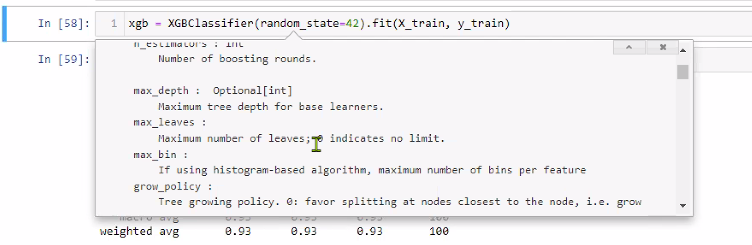 In [58]: 1 xgb = XGBClassifier(random_state=42).fit(X_train, y_train)
In [59]:
n_estimators : int
Number of boosting rounds.
max_depth : Optional[int]
Maximum tree depth for base learners.
max_leaves :
Maximum number of leaves; 0 indicates no limit.
max_bin :
If using histogram-based algorithm, maximum number of bins per feature
grow_policy :
Tree growing policy. 0: favor splitting at nodes closest to the node, i.e. grow
macro avg 0.93 0.93 0.93 100
weighted avg 0.93 0.93 0.93 100